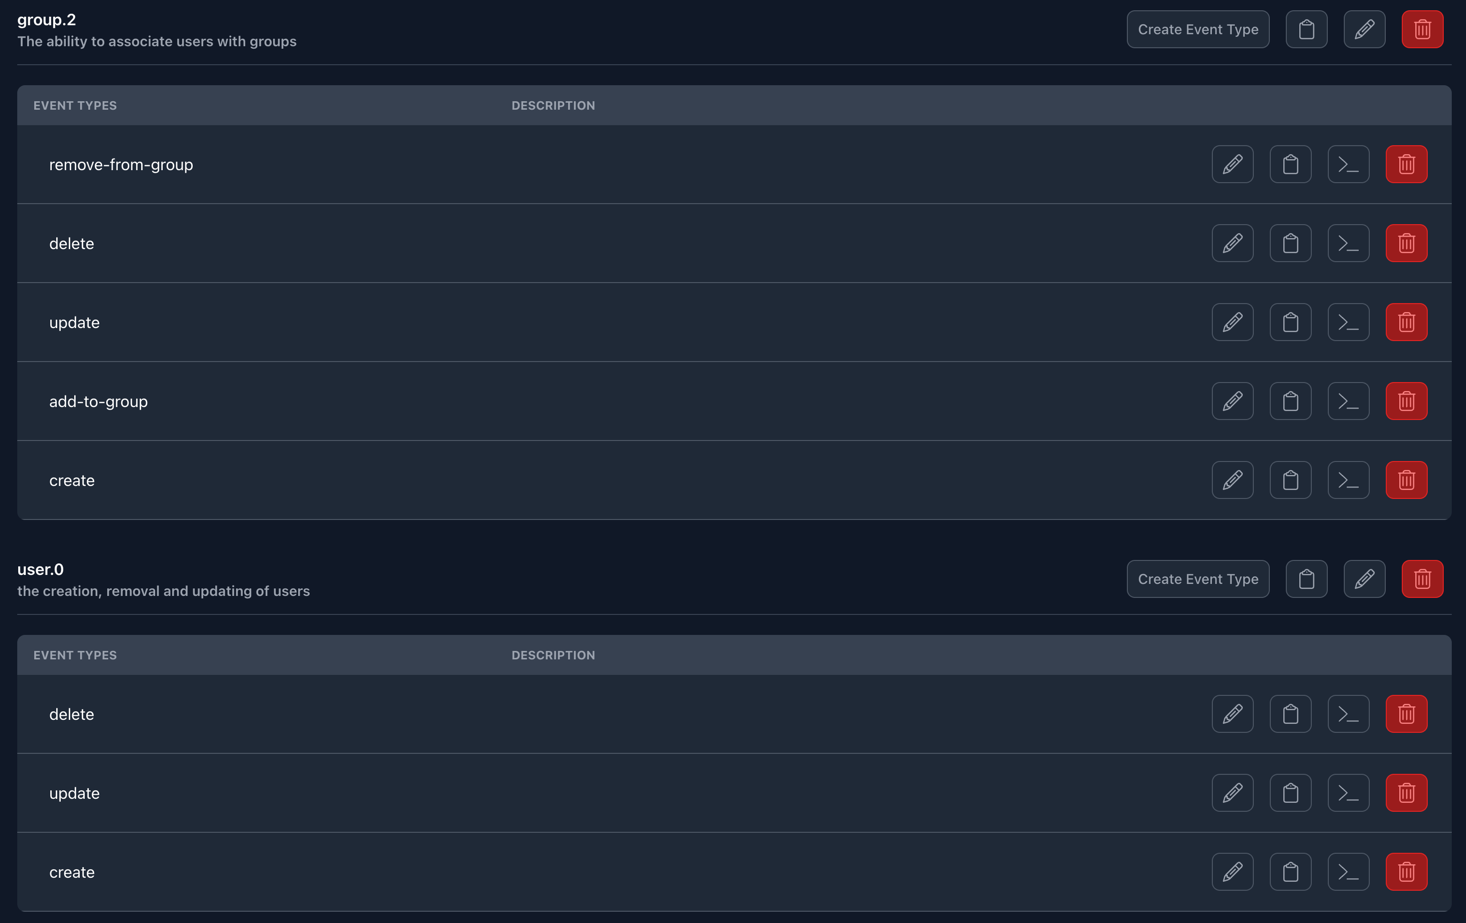 group.2
The ability to associate users with groups
Create Event Type
EVENT TYPES DESCRIPTION
remove-from-group
delete
update
add-to-group
create
user.0
the creation, removal and updating of users
Create Event Type
EVENT TYPES DESCRIPTION
delete
update
create